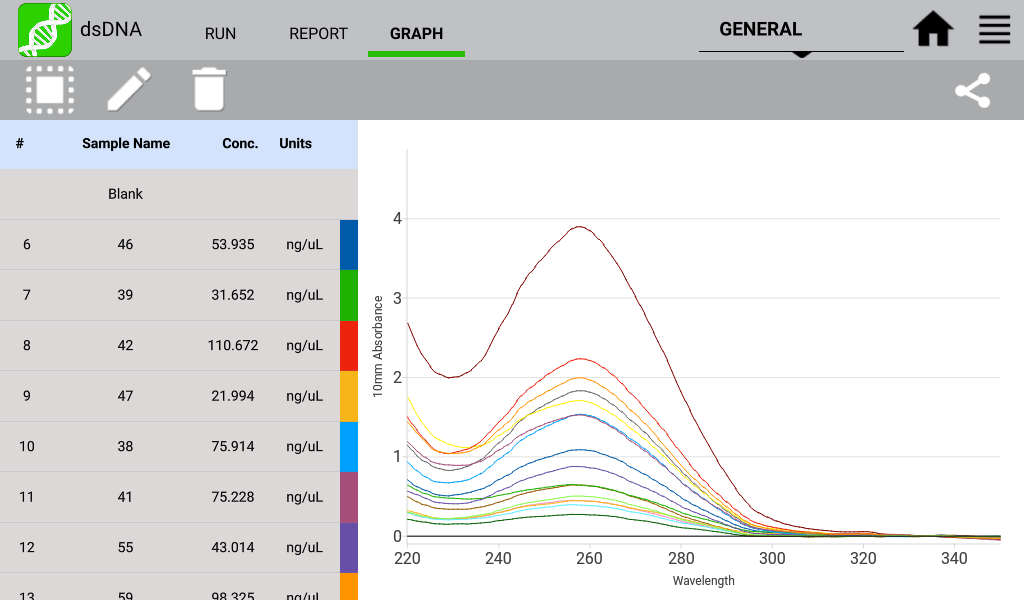 dsDNA RUN REPORT GRAPH GENERAL
# Sample Name Conc. Units
Blank
6 46 53.935 ng/uL
7 39 31.652 ng/uL
8 42 110.672 ng/uL
9 47 21.994 ng/uL
10 38 75.914 ng/uL
11 41 75.228 ng/uL
12 55 43.014 ng/uL
13 59 98.325 ng/uL
10mm Absorbance
4
3
2
1
0
220 240 260 280 300 320 340
Wavelength